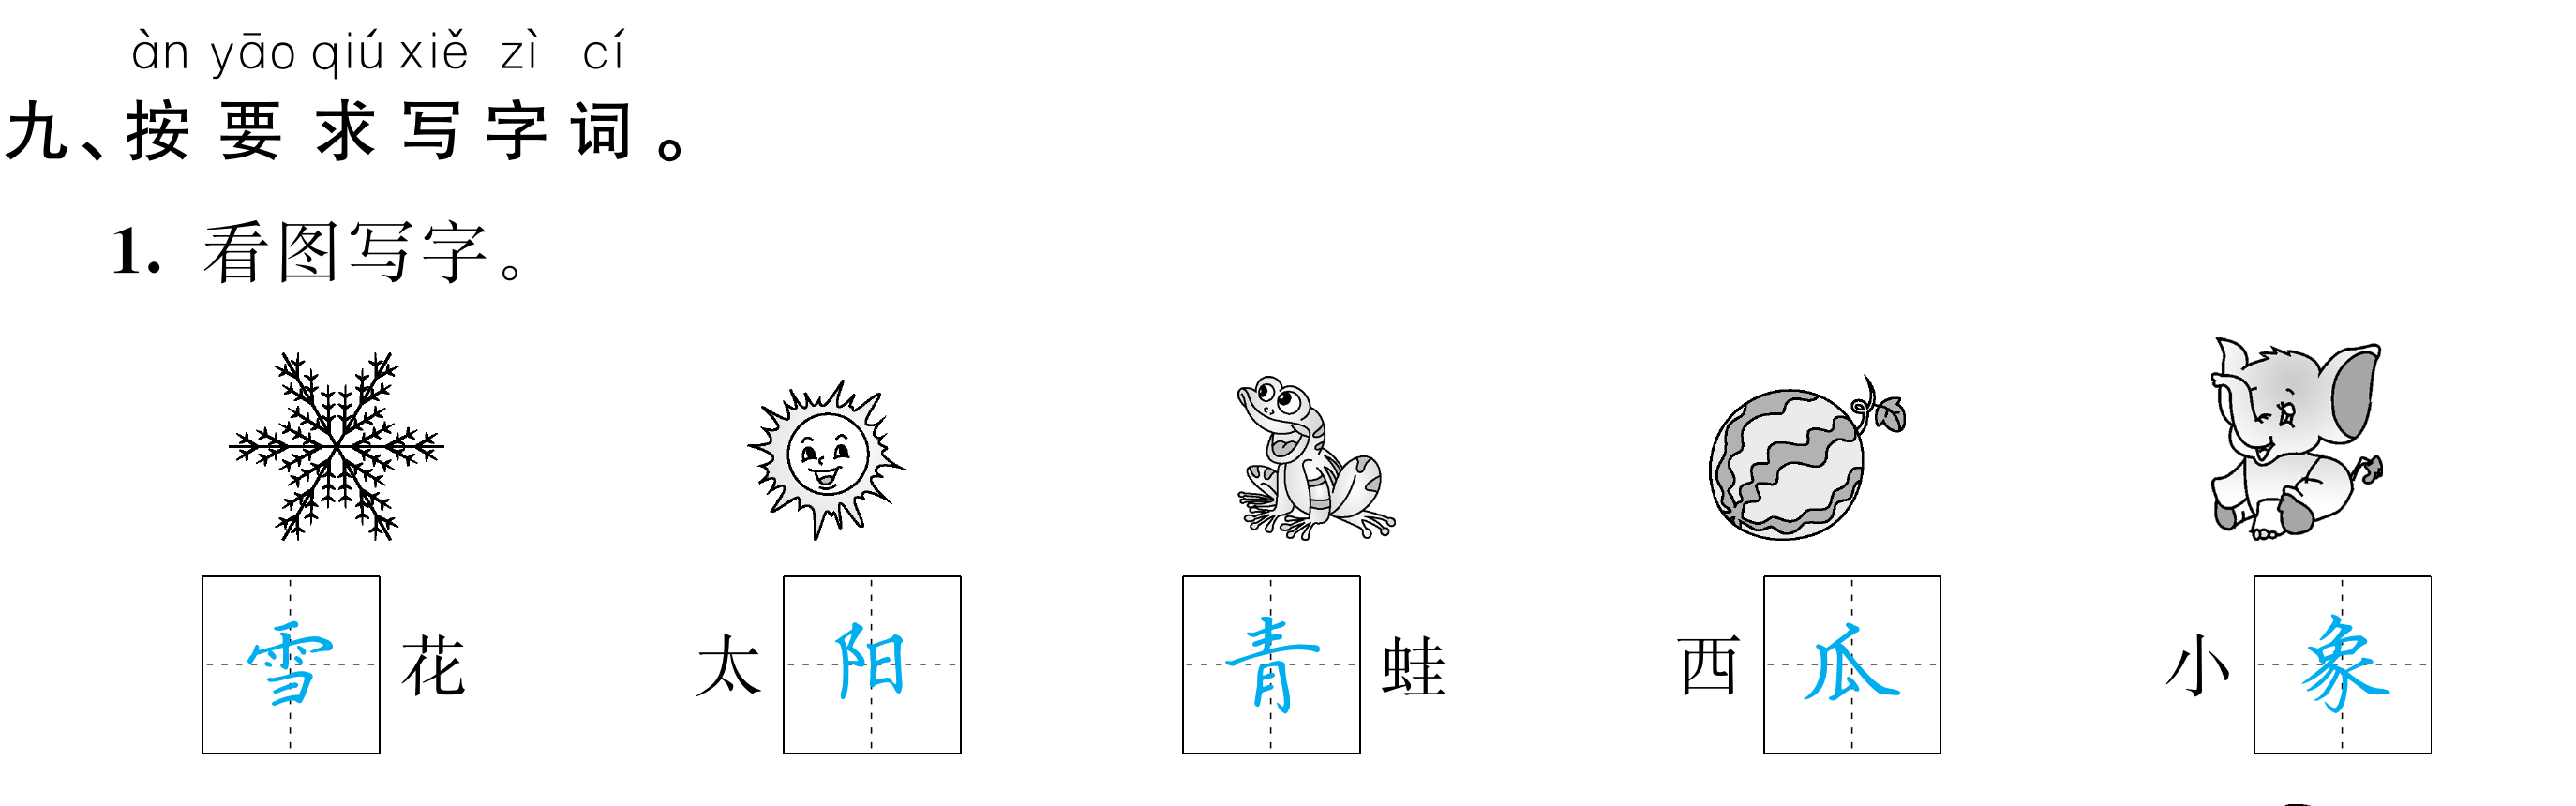 àn yāo qiú xiě zì cí
九、按要求写字词。
1. 看图写字。
雪花 太阳 青蛙 西瓜 小象